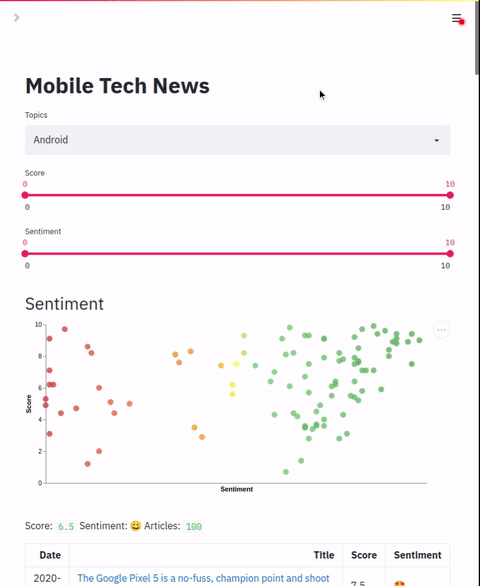 Mobile Tech News
Topics
Android
Score
0 10
0 10
Sentiment
0 10
0 10
Sentiment
10
8
6
4
2
0
Score
Sentiment
Score: 6.5 Sentiment: 😀 Articles: 100
Date Title Score Sentiment
2020- The Google Pixel 5 is a no-fuss, champion point and shoot 7.5